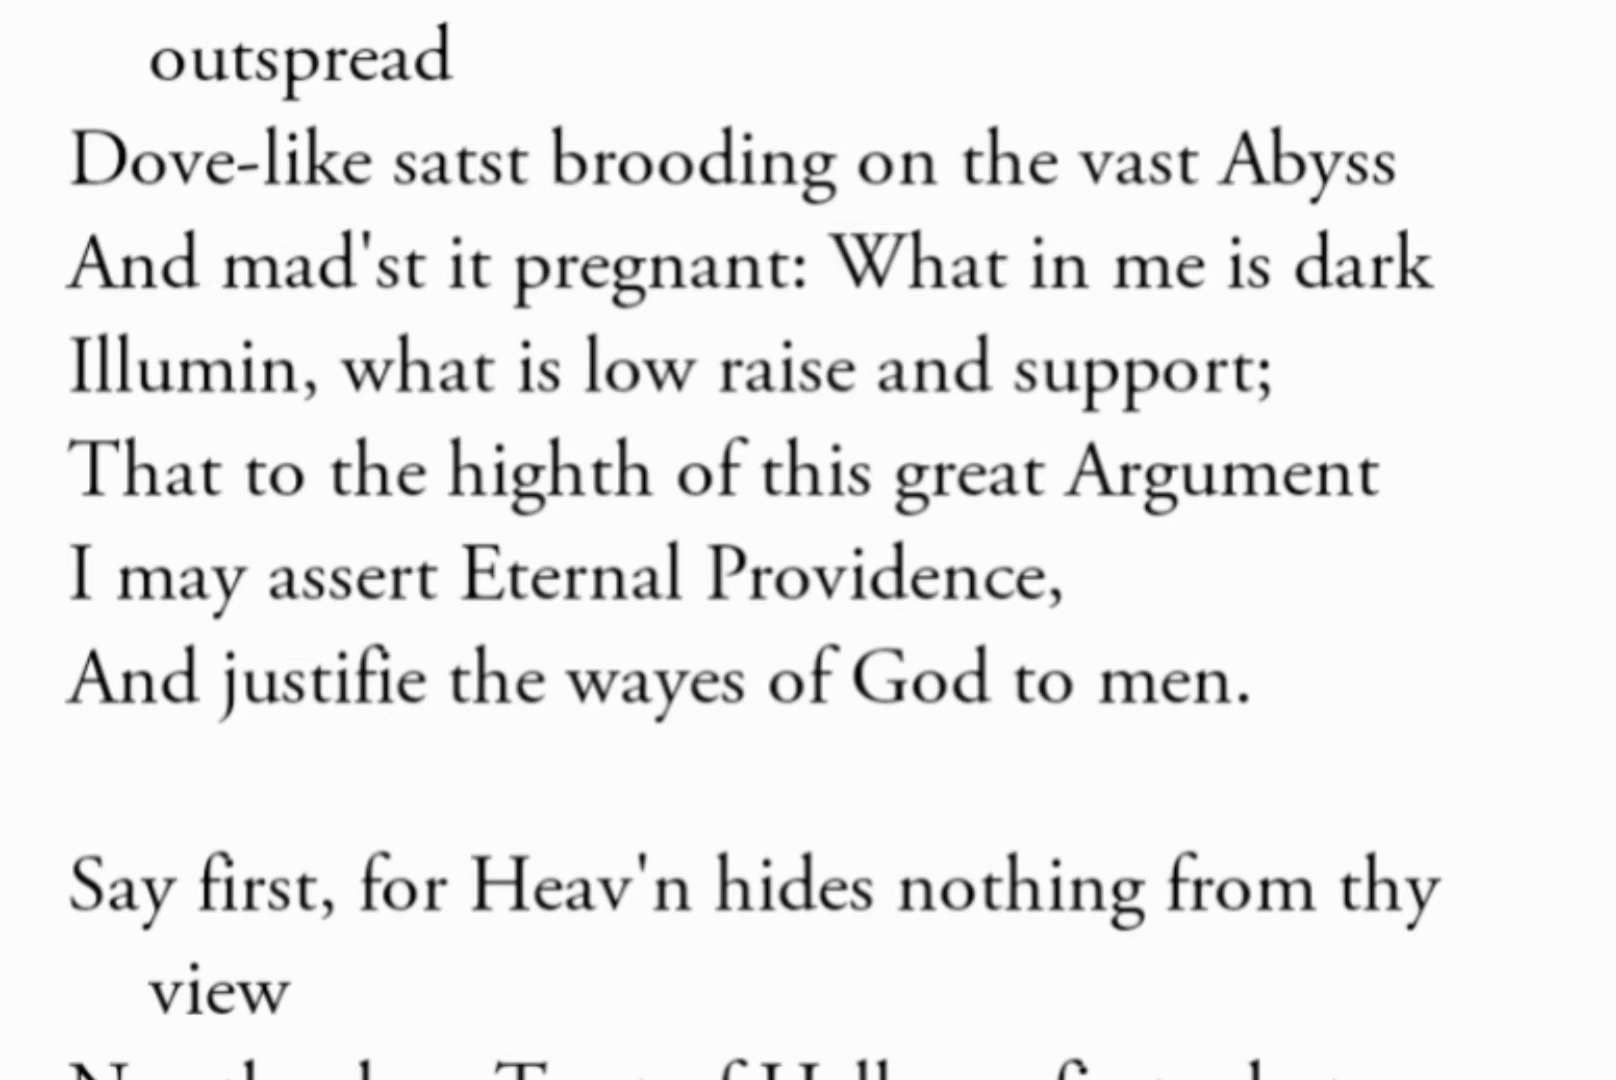 outspread
Dove-like satst brooding on the vast Abyss
And mad'st it pregnant: What in me is dark
Illumin, what is low raise and support;
That to the highth of this great Argument
I may assert Eternal Providence,
And justifie the wayes of God to men.
Say first, for Heav'n hides nothing from thy
view